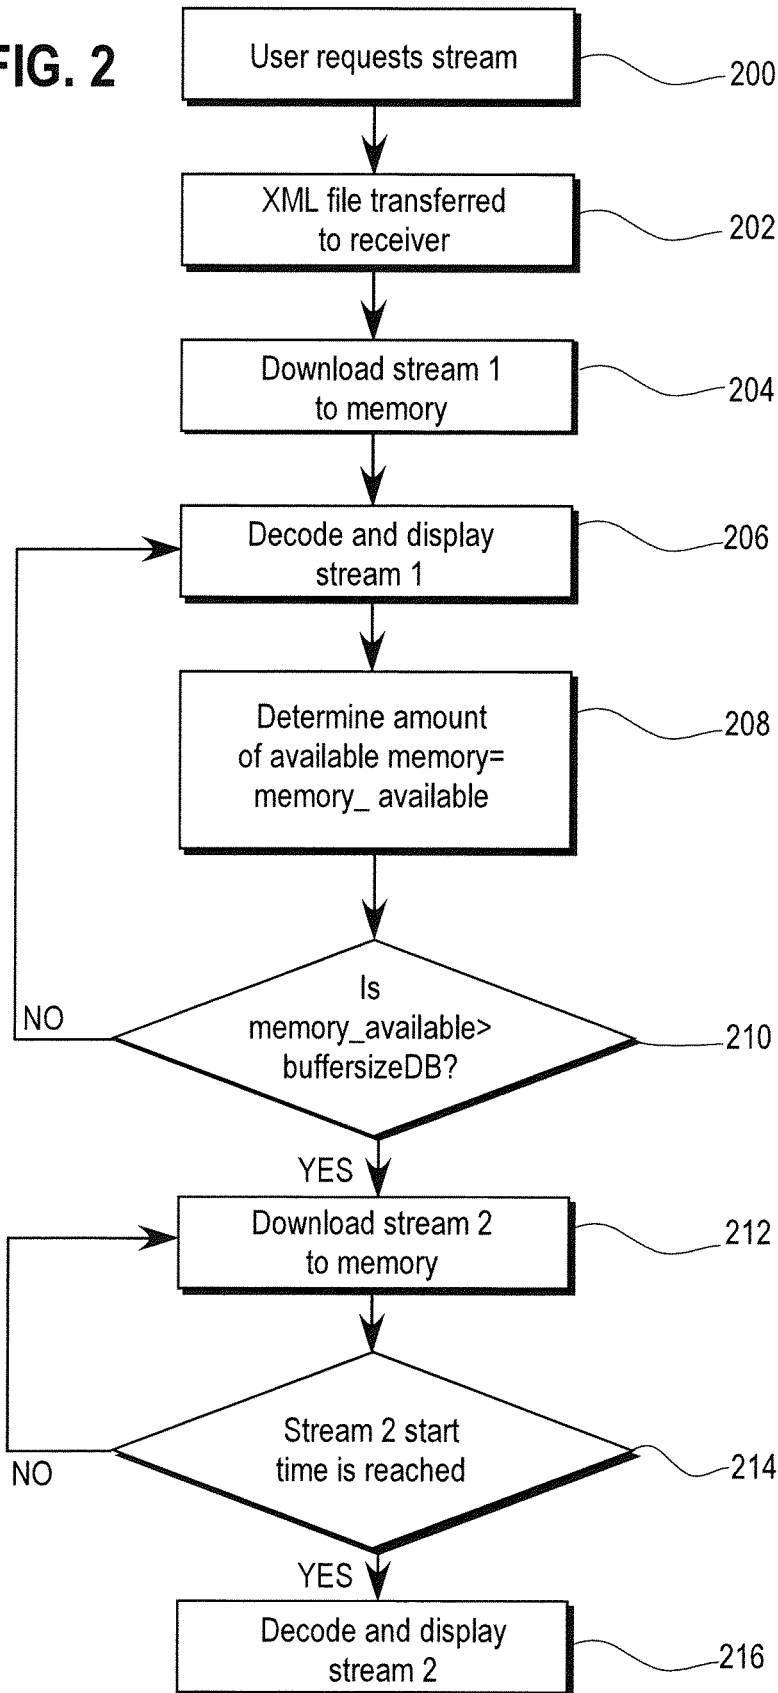 FIG. 2
User requests stream
200
XML file transferred
to receiver
202
Download stream 1
to memory
204
Decode and display
stream 1
206
Determine amount
of available memory=
memory_ available
208
Is
memory_available>
buffersizeDB?
210
NO
YES
Download stream 2
to memory
212
Stream 2 start
time is reached
214
NO
YES
Decode and display
stream 2
216